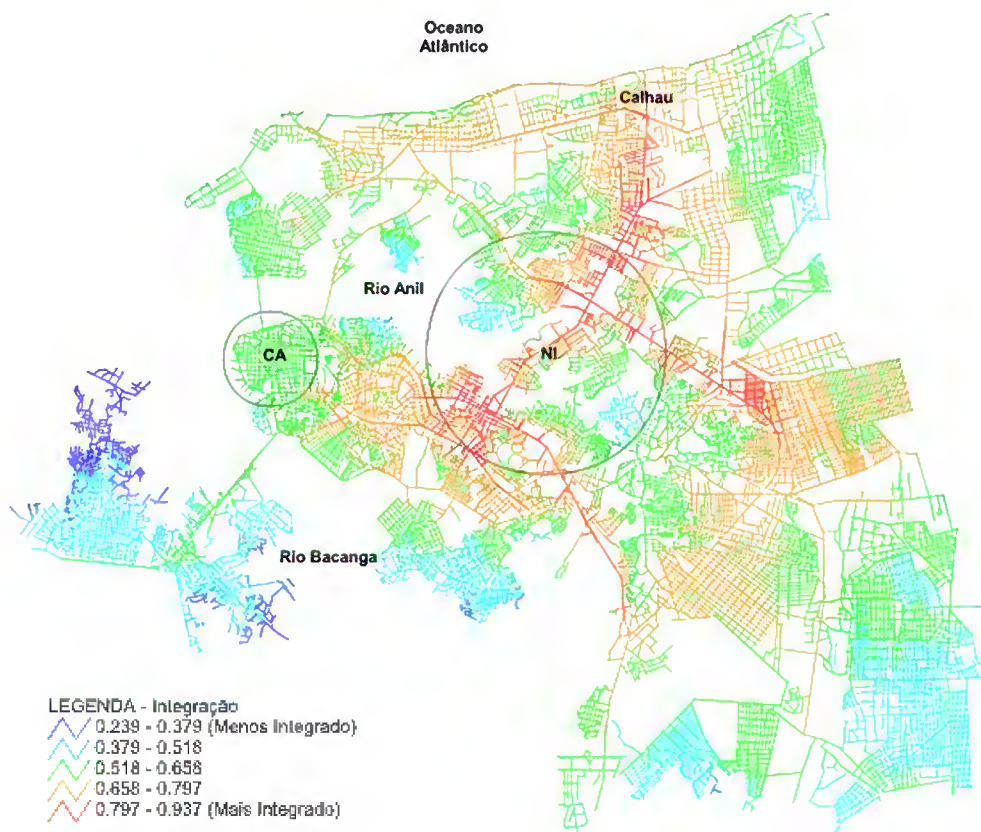 Oceano
Atlântico
Calhau
Rio Anil
CA
NI
Rio Bacanga
LEGENDA - Integração
0.239 - 0.379 (Menos Integrado)
0.379 - 0.518
0.518 - 0.658
0.658 - 0.797
0.797 - 0.937 (Mais Integrado)